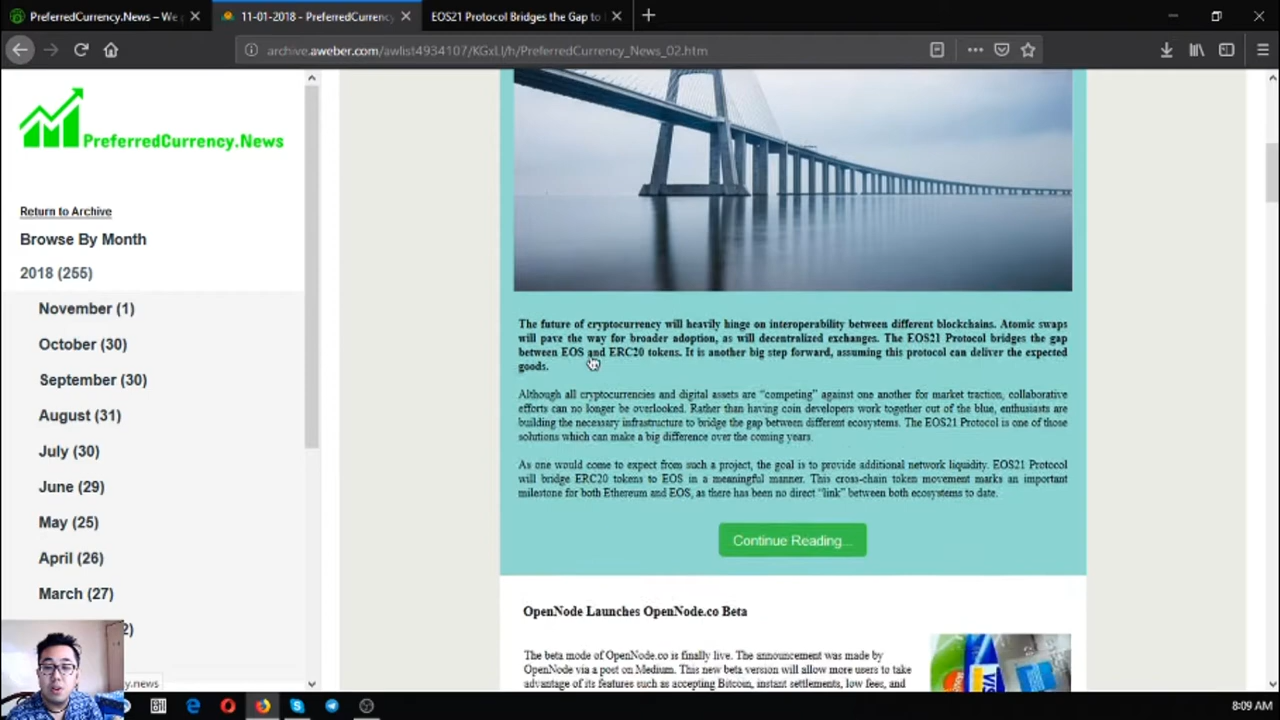 PreferredCurrency.News – We
11-01-2018 - PreferredCurrency
EOS21 Protocol Bridges the Gap to
archive.aweber.com/awlist4934107/KGxLl/h/PreferredCurrency_News_02.htm
PreferredCurrency.News
Return to Archive
Browse By Month
2018 (255)
November (1)
October (30)
September (30)
August (31)
July (30)
June (29)
May (25)
April (26)
March (27)
2)
y.news
The future of cryptocurrency will heavily hinge on interoperability between different blockchains. Atomic swaps
will pave the way for broader adoption, as will decentralized exchanges. The EOS21 Protocol bridges the gap
between EOS and ERC20 tokens. It is another big step forward, assuming this protocol can deliver the expected
goods.
Although all cryptocurrencies and digital assets are “competing” against one another for market traction, collaborative
efforts can no longer be overlooked. Rather than having coin developers work together out of the blue, enthusiasts are
building the necessary infrastructure to bridge the gap between different ecosystems. The EOS21 Protocol is one of those
solutions which can make a big difference over the coming years.
As one would come to expect from such a project, the goal is to provide additional network liquidity. EOS21 Protocol
will bridge ERC20 tokens to EOS in a meaningful manner. This cross-chain token movement marks an important
milestone for both Ethereum and EOS, as there has been no direct “link” between both ecosystems to date.
Continue Reading...
OpenNode Launches OpenNode.co Beta
The beta mode of OpenNode.co is finally live. The announcement was made by
OpenNode via a post on Medium. This new beta version will allow more users to take
advantage of its features such as accepting Bitcoin, instant settlements, low fees, and
VISA
8:09 AM